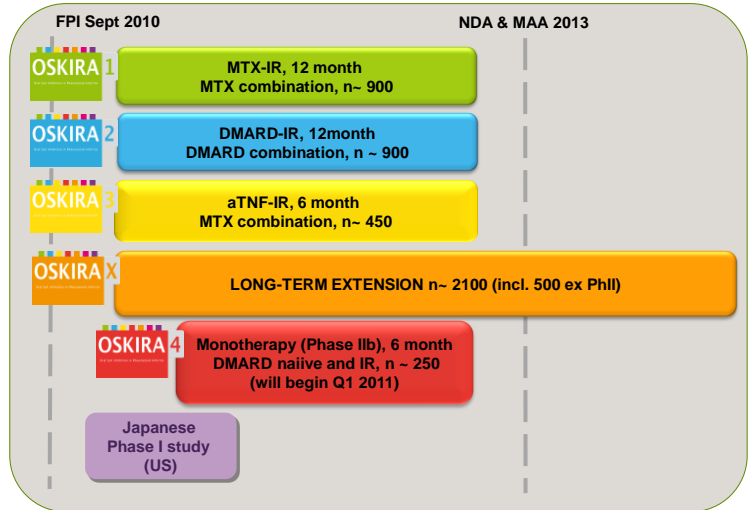 FPI Sept 2010
NDA & MAA 2013
OSKIRA 1
MTX-IR, 12 month
MTX combination, n~ 900
OSKIRA 2
DMARD-IR, 12month
DMARD combination, n ~ 900
OSKIRA 3
aTNF-IR, 6 month
MTX combination, n~ 450
OSKIRA X
LONG-TERM EXTENSION n~ 2100 (incl. 500 ex PhII)
OSKIRA 4
Monotherapy (Phase IIb), 6 month
DMARD naiive and IR, n ~ 250
(will begin Q1 2011)
Japanese
Phase I study
(US)